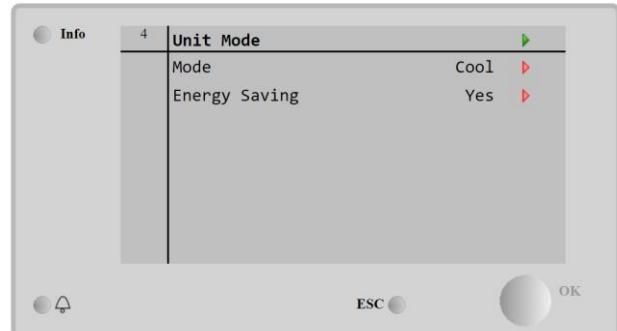 Info
4 Unit Mode
Mode Cool
Energy Saving Yes
ESC
OK